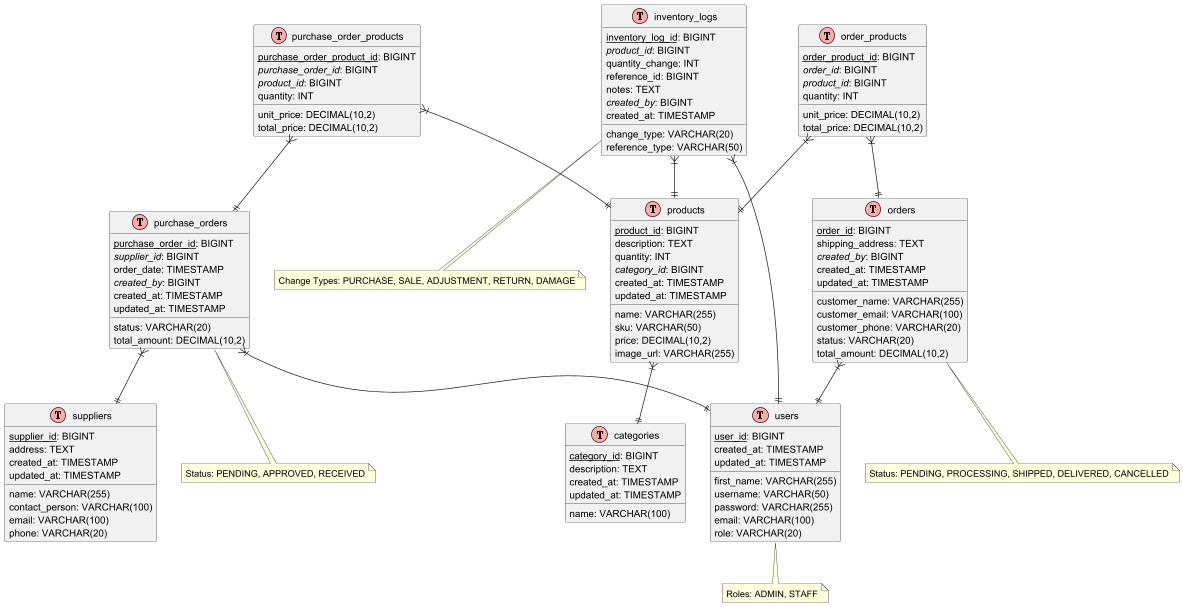 T inventory_logs
inventory_log_id: BIGINT
product_id: BIGINT
quantity_change: INT
reference_id: BIGINT
notes: TEXT
created_by: BIGINT
created_at: TIMESTAMP
change_type: VARCHAR(20)
reference_type: VARCHAR(50)
T purchase_order_products
purchase_order_product_id: BIGINT
purchase_order_id: BIGINT
product_id: BIGINT
quantity: INT
unit_price: DECIMAL(10,2)
total_price: DECIMAL(10,2)
T order_products
order_product_id: BIGINT
order_id: BIGINT
product_id: BIGINT
quantity: INT
unit_price: DECIMAL(10,2)
total_price: DECIMAL(10,2)
T purchase_orders
purchase_order_id: BIGINT
supplier_id: BIGINT
order_date: TIMESTAMP
created_by: BIGINT
created_at: TIMESTAMP
updated_at: TIMESTAMP
status: VARCHAR(20)
total_amount: DECIMAL(10,2)
Change Types: PURCHASE, SALE, ADJUSTMENT, RETURN, DAMAGE
T products
product_id: BIGINT
description: TEXT
quantity: INT
category_id: BIGINT
created_at: TIMESTAMP
updated_at: TIMESTAMP
name: VARCHAR(255)
sku: VARCHAR(50)
price: DECIMAL(10,2)
image_url: VARCHAR(255)
T orders
order_id: BIGINT
shipping_address: TEXT
created_by: BIGINT
created_at: TIMESTAMP
updated_at: TIMESTAMP
customer_name: VARCHAR(255)
customer_email: VARCHAR(100)
customer_phone: VARCHAR(20)
status: VARCHAR(20)
total_amount: DECIMAL(10,2)
T suppliers
supplier_id: BIGINT
address: TEXT
created_at: TIMESTAMP
updated_at: TIMESTAMP
name: VARCHAR(255)
contact_person: VARCHAR(100)
email: VARCHAR(100)
phone: VARCHAR(20)
Status: PENDING, APPROVED, RECEIVED
T categories
category_id: BIGINT
description: TEXT
created_at: TIMESTAMP
updated_at: TIMESTAMP
name: VARCHAR(100)
T users
user_id: BIGINT
created_at: TIMESTAMP
updated_at: TIMESTAMP
first_name: VARCHAR(255)
username: VARCHAR(50)
password: VARCHAR(255)
email: VARCHAR(100)
role: VARCHAR(20)
Status: PENDING, PROCESSING, SHIPPED, DELIVERED, CANCELLED
Roles: ADMIN, STAFF